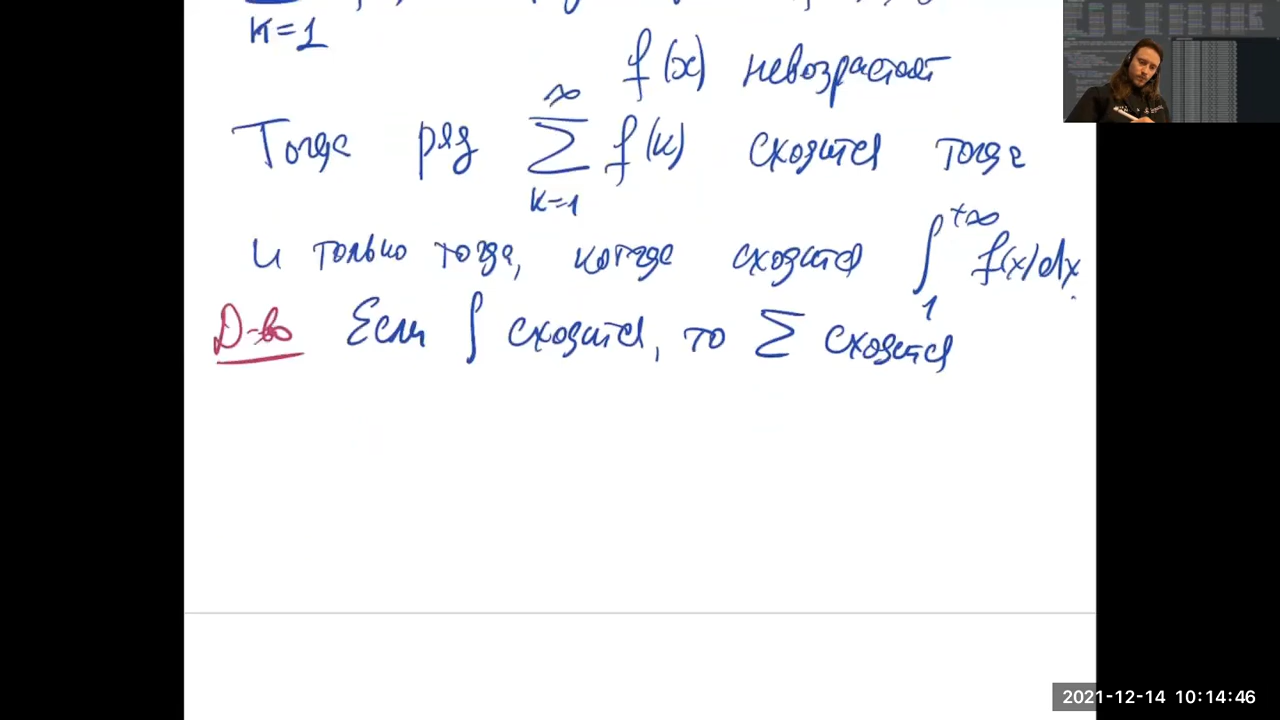 k=1
f(x) невозрастает
Тогда ряд ∞ ∑ k=1 f(k) сходится тогда
и только тогда, когда сходится ∫ 1 +∞ f(x)dx.
Д-во Если ∫ сходится, то ∑ сходится
2021-12-14 10:14:46